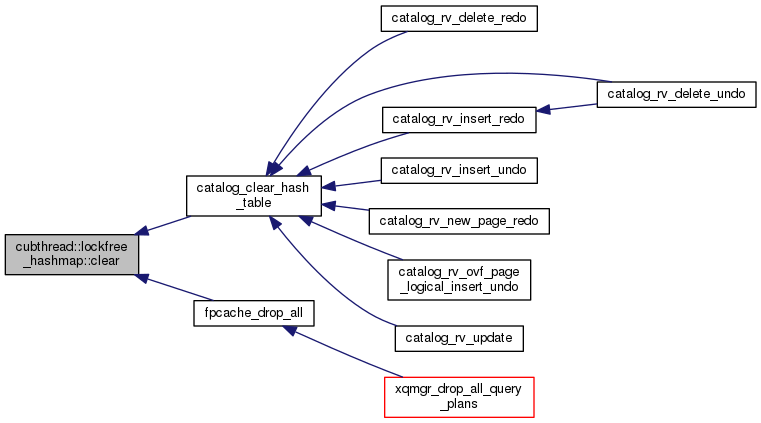 catalog_rv_delete_redo
catalog_rv_delete_undo
catalog_rv_insert_redo
catalog_rv_insert_undo
catalog_clear_hash
_table
catalog_rv_new_page_redo
cubthread::lockfree
_hashmap::clear
catalog_rv_ovf_page
_logical_insert_undo
fpcache_drop_all
catalog_rv_update
xqmgr_drop_all_query
_plans